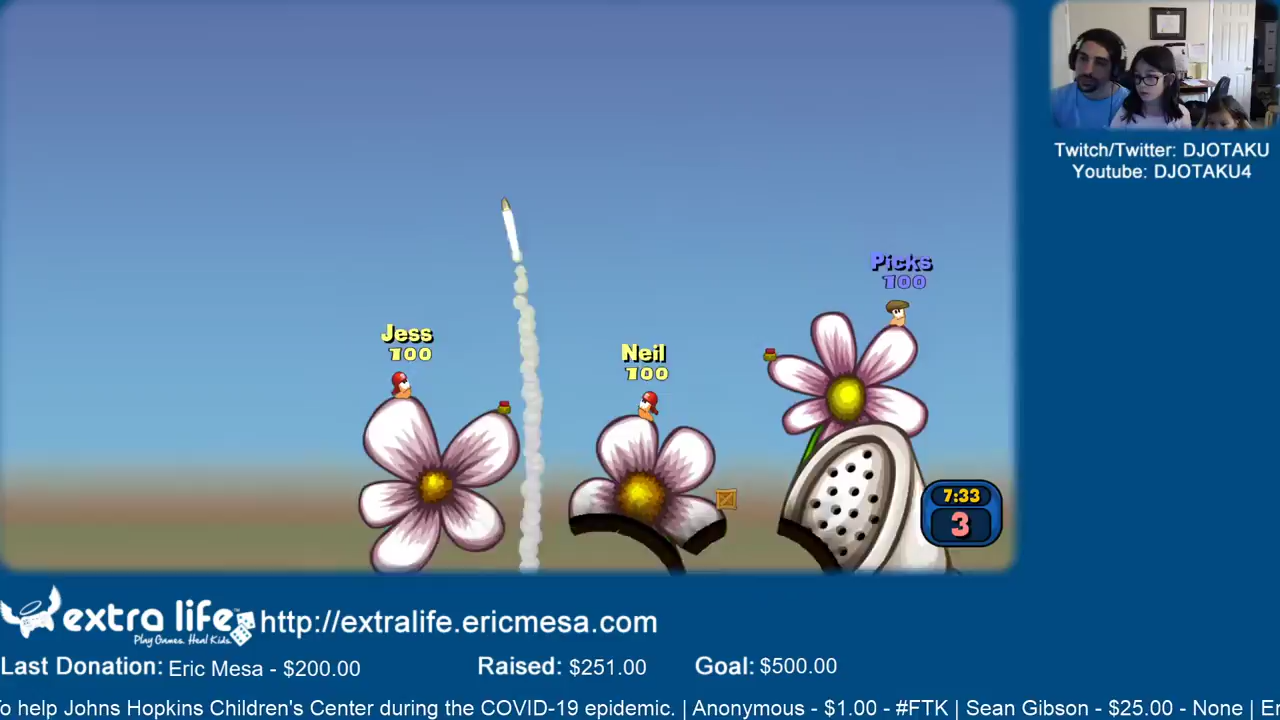 Twitch/Twitter: DJOTAKU
Youtube: DJOTAKU4
Picks
100
Jess
100
Neil
100
7:33
3
extra life
Play Games. Heal Kids.
http://extralife.ericmesa.com
Last Donation: Eric Mesa - $200.00
Raised: $251.00
Goal: $500.00
o help Johns Hopkins Children's Center during the COVID-19 epidemic. | Anonymous - $1.00 - #FTK | Sean Gibson - $25.00 - None | E